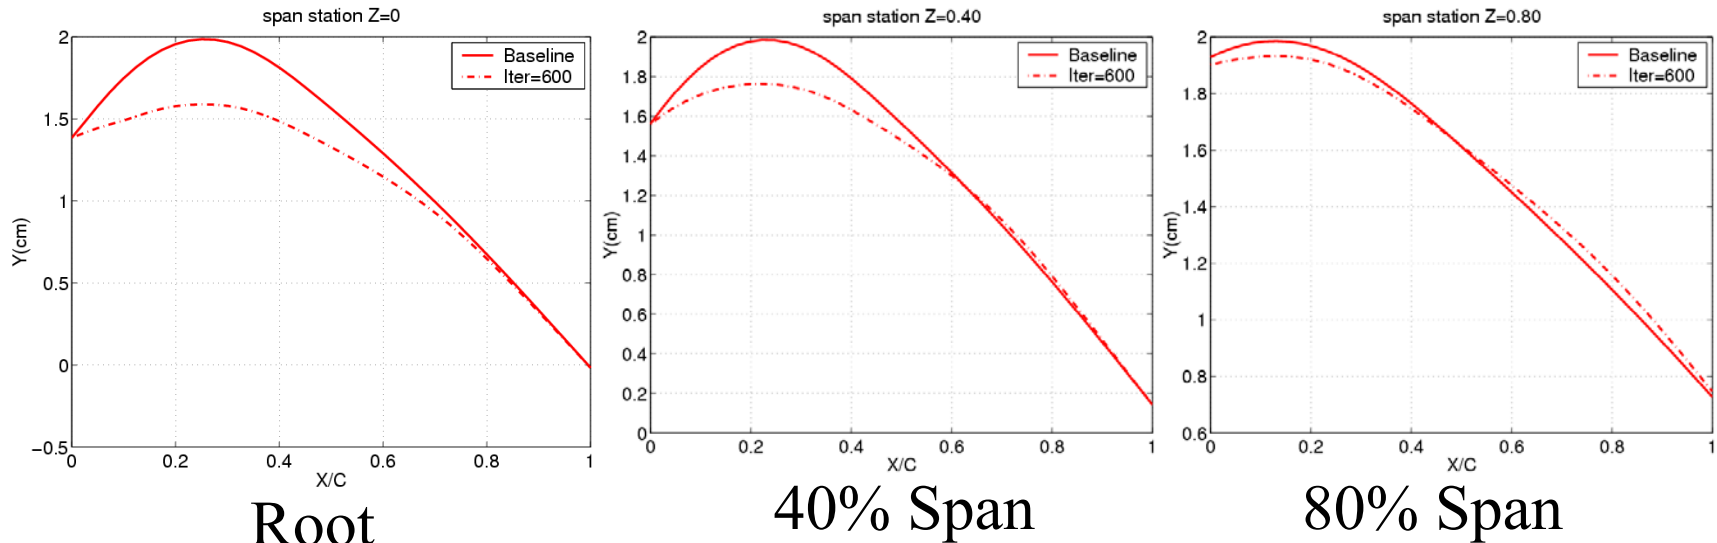 span station Z=0
2
1.5
1
0.5
0
−0.5
Y(cm)
Baseline
Iter=600
0
0.2
0.4
0.6
0.8
1
X/C
Root
span station Z=0.40
2
1.8
1.6
1.4
1.2
1
0.8
0.6
0.4
0.2
0
Y(cm)
Baseline
Iter=600
0
0.2
0.4
0.6
0.8
1
X/C
40% Span
span station Z=0.80
2
1.8
1.6
1.4
1.2
1
0.8
0.6
Y(cm)
Baseline
Iter=600
0
0.2
0.4
0.6
0.8
1
X/C
80% Span